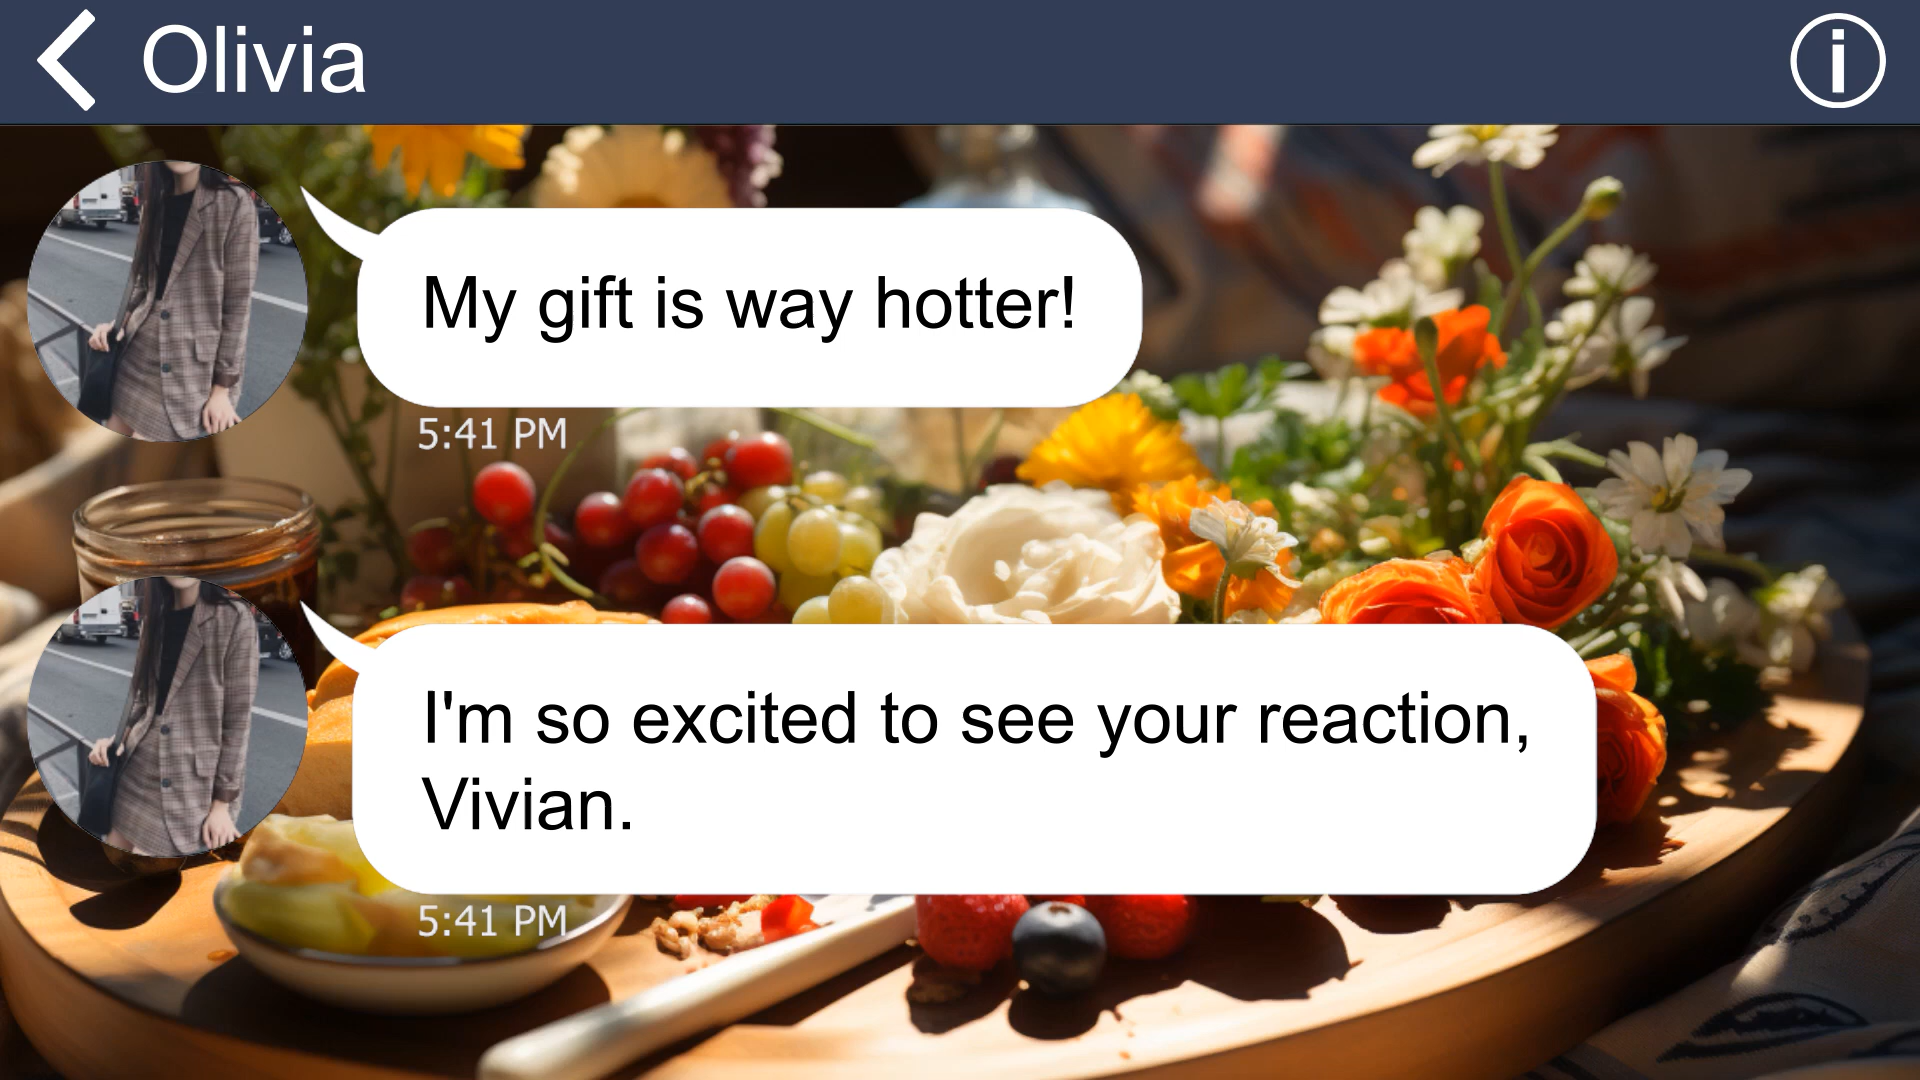 Olivia
My gift is way hotter!
5:41 PM
I'm so excited to see your reaction,
Vivian.
5:41 PM